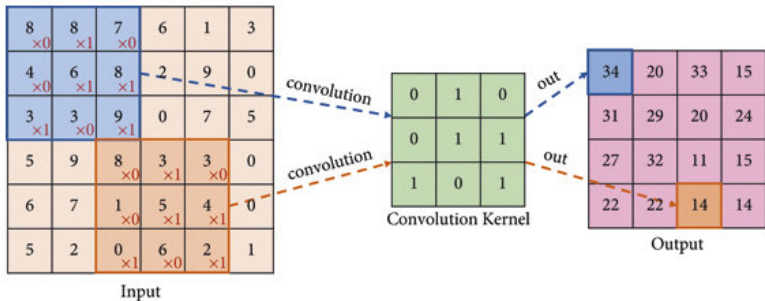 8 ×0 8 ×1 7 ×0 6 1 3
4 ×0 6 ×1 8 ×1 2 9 0
3 ×1 3 ×0 9 ×1 0 7 5
5 9 8 ×0 3 ×1 3 ×0 0
6 7 1 ×0 5 ×1 4 ×1 0
5 2 0 ×1 6 ×0 2 ×1 1
Input
convolution
convolution
0 1 0
0 1 1
1 0 1
Convolution Kernel
out
out
34 20 33 15
31 29 20 24
27 32 11 15
22 22 14 14
Output